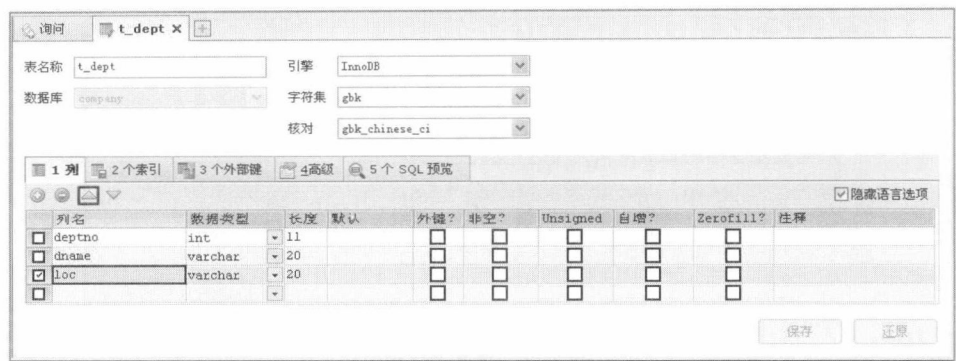 询问 t_dept
表名称 t_dept 引擎 InnoDB
数据库 company 字符集 gbk
核对 gbk_chinese_ci
1 列 2 个索引 3 个外部键 4高级 5 个 SQL 预览
隐藏语言选项
列名 数据类型 长度 默认 外键? 非空? Unsigned 自增? Zerofill? 注释
deptno int 11
dname varchar 20
loc varchar 20
保存 还原